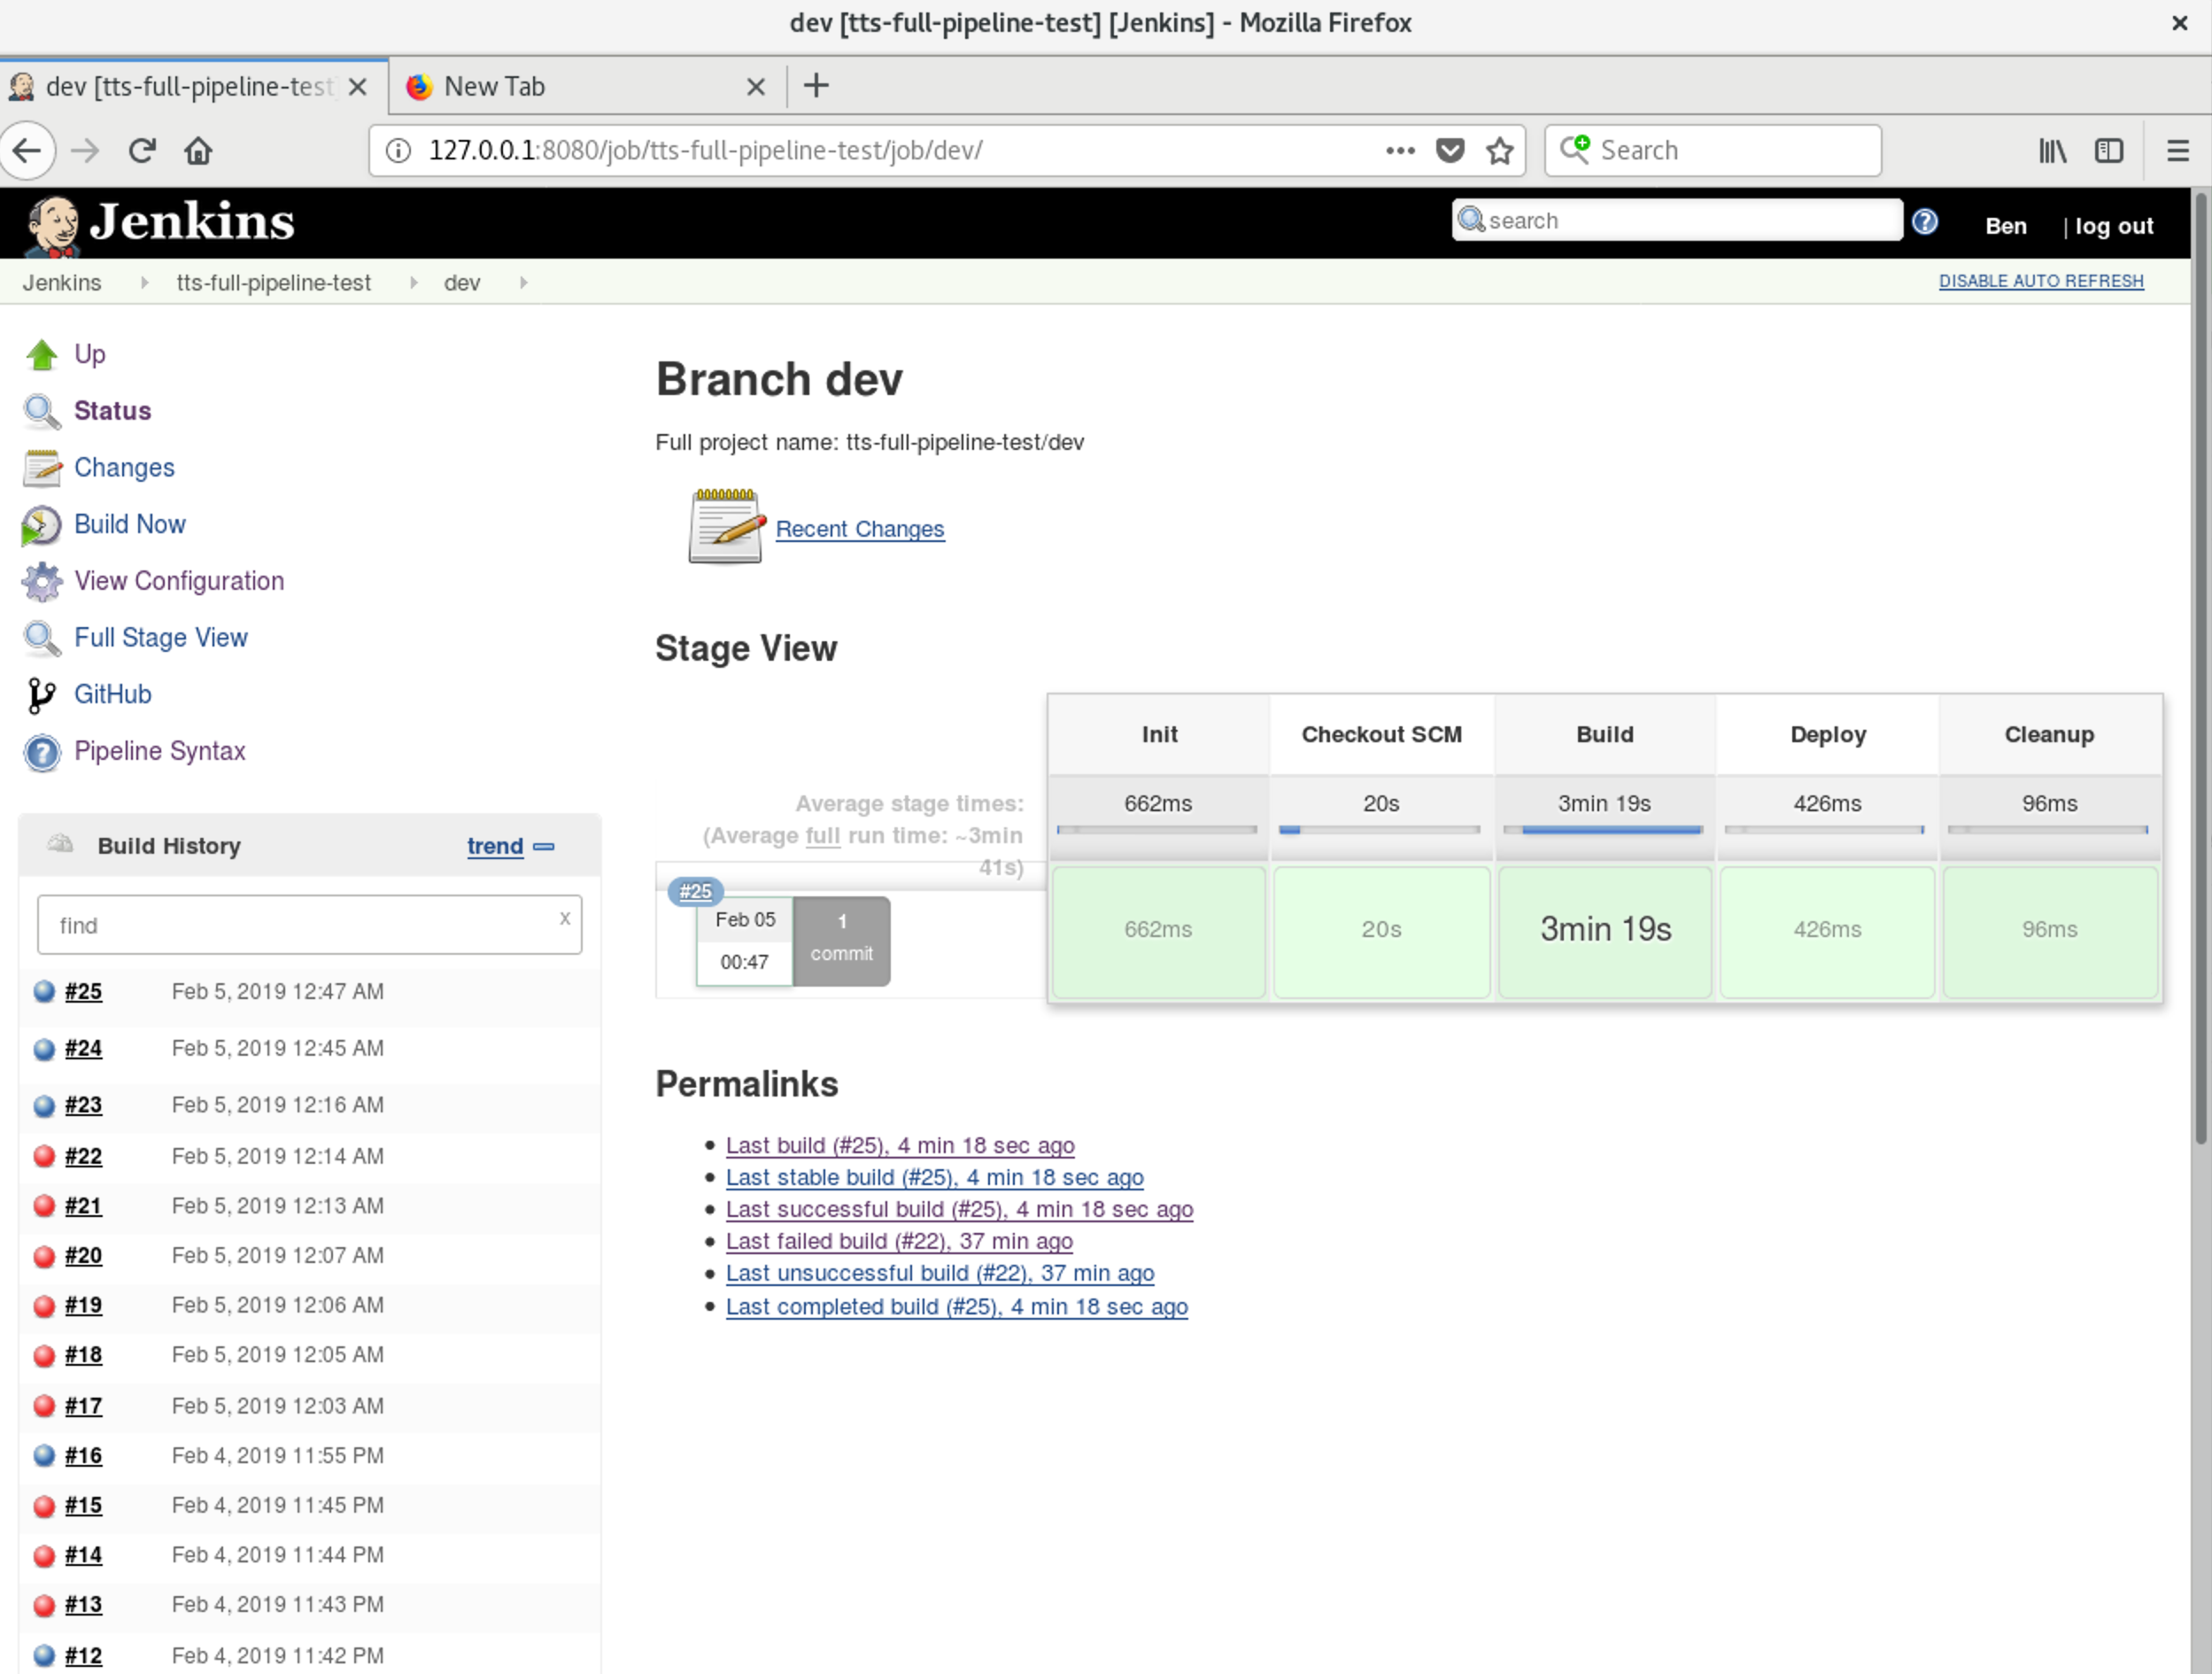 dev [tts-full-pipeline-test] [Jenkins] - Mozilla Firefox
dev [tts-full-pipeline-test]
New Tab
127.0.0.1:8080/job/tts-full-pipeline-test/job/dev/
Search
Jenkins
search
Ben
| log out
Jenkins
tts-full-pipeline-test
dev
DISABLE AUTO REFRESH
Up
Status
Changes
Build Now
View Configuration
Full Stage View
GitHub
Pipeline Syntax
Build History
trend
find
x
#25 Feb 5, 2019 12:47 AM
#24 Feb 5, 2019 12:45 AM
#23 Feb 5, 2019 12:16 AM
#22 Feb 5, 2019 12:14 AM
#21 Feb 5, 2019 12:13 AM
#20 Feb 5, 2019 12:07 AM
#19 Feb 5, 2019 12:06 AM
#18 Feb 5, 2019 12:05 AM
#17 Feb 5, 2019 12:03 AM
#16 Feb 4, 2019 11:55 PM
#15 Feb 4, 2019 11:45 PM
#14 Feb 4, 2019 11:44 PM
#13 Feb 4, 2019 11:43 PM
#12 Feb 4, 2019 11:42 PM
Branch dev
Full project name: tts-full-pipeline-test/dev
Recent Changes
Stage View
Init Checkout SCM Build Deploy Cleanup
Average stage times:
(Average full run time: ~3min
41s)
662ms 20s 3min 19s 426ms 96ms
#25
Feb 05
00:47
1
commit
662ms 20s 3min 19s 426ms 96ms
Permalinks
Last build (#25), 4 min 18 sec ago
Last stable build (#25), 4 min 18 sec ago
Last successful build (#25), 4 min 18 sec ago
Last failed build (#22), 37 min ago
Last unsuccessful build (#22), 37 min ago
Last completed build (#25), 4 min 18 sec ago